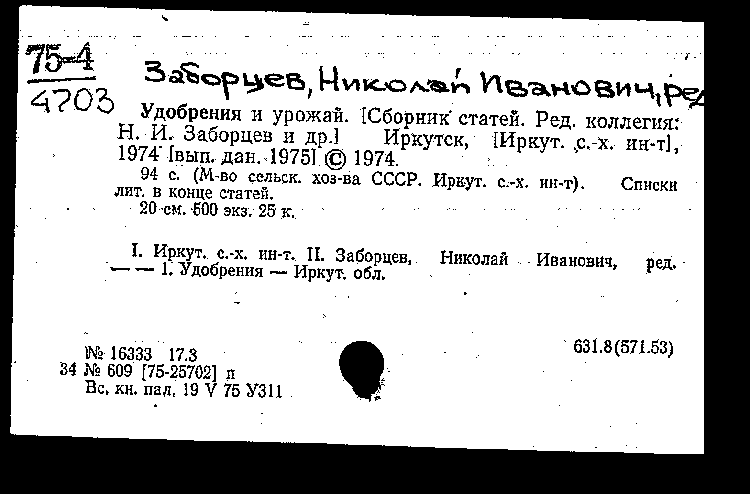 75-4
4703
Заборцев, Николай Иванович, ред
Удобрения и урожай. [Сборник статей. Ред. коллегия:
Н. И. Заборцев и др.] Иркутск, [Иркут. с.-х. ин-т],
1974 [вып. дан. 1975] © 1974.
94 с. (М-во сельск. хоз-ва СССР. Иркут. с.-х. ин-т). Списки
лит. в конце статей.
20 см. 500 экз. 25 к.
I. Иркут. с.-х. ин-т. II. Заборцев, Николай Иванович, ред.
— — 1. Удобрения — Иркут. обл.
631.8(571.53)
№ 16333 17.3
34 № 609 [75-25702] п
Вс. кн. пал. 19 V 75 У311